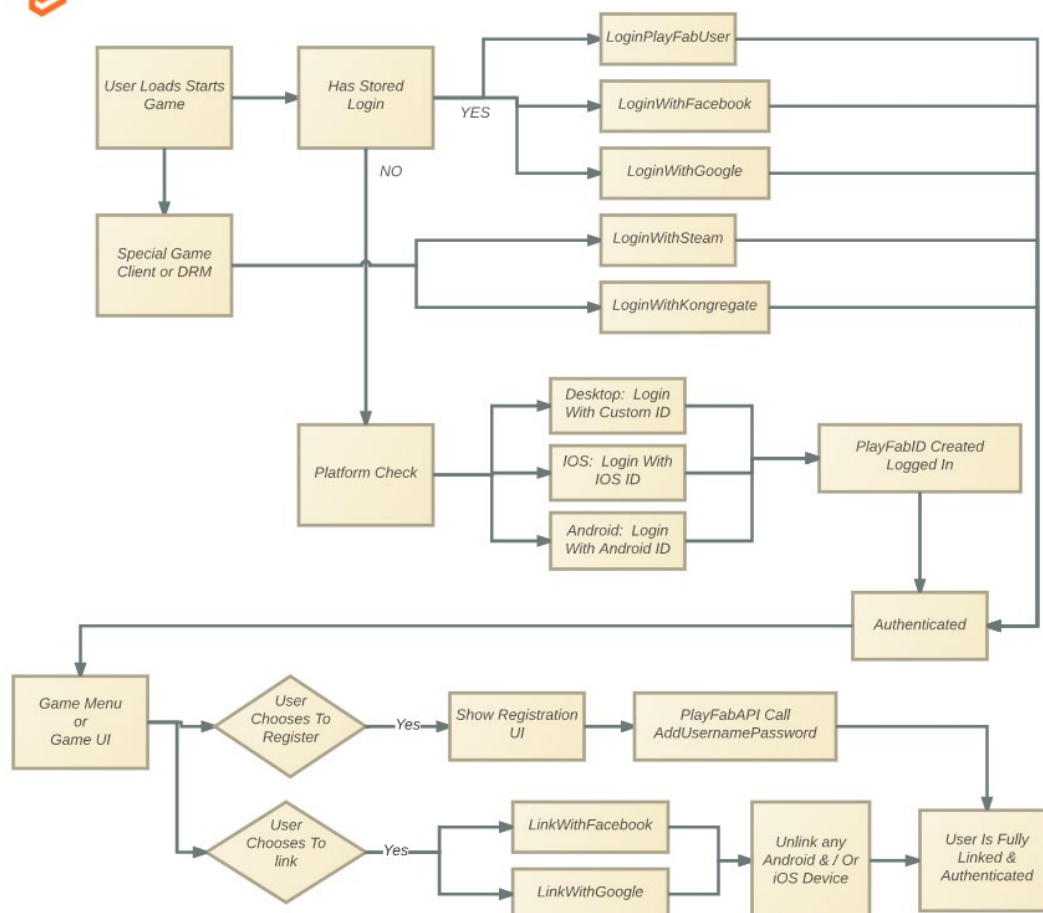 User Loads Starts
Game
Has Stored
Login
YES
NO
LoginPlayFabUser
LoginWithFacebook
LoginWithGoogle
Special Game
Client or DRM
LoginWithSteam
LoginWithKongregate
Platform Check
Desktop: Login
With Custom ID
IOS: Login With
IOS ID
Android: Login
With Android ID
PlayFabID Created
Logged In
Authenticated
Game Menu
or
Game UI
User
Chooses To
Register
Yes
Show Registration
UI
PlayFabAPI Call
AddUsernamePassword
User
Chooses To
link
Yes
LinkWithFacebook
LinkWithGoogle
Unlink any
Android & / Or
iOS Device
User Is Fully
Linked &
Authenticated